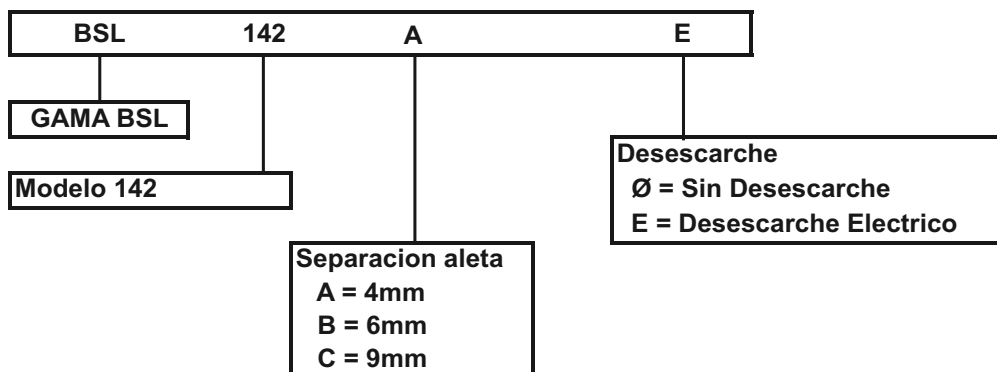 BSL 142 A E
GAMA BSL
Modelo 142
Desescarche
Ø = Sin Desescarche
E = Desescarche Electrico
Separacion aleta
A = 4mm
B = 6mm
C = 9mm